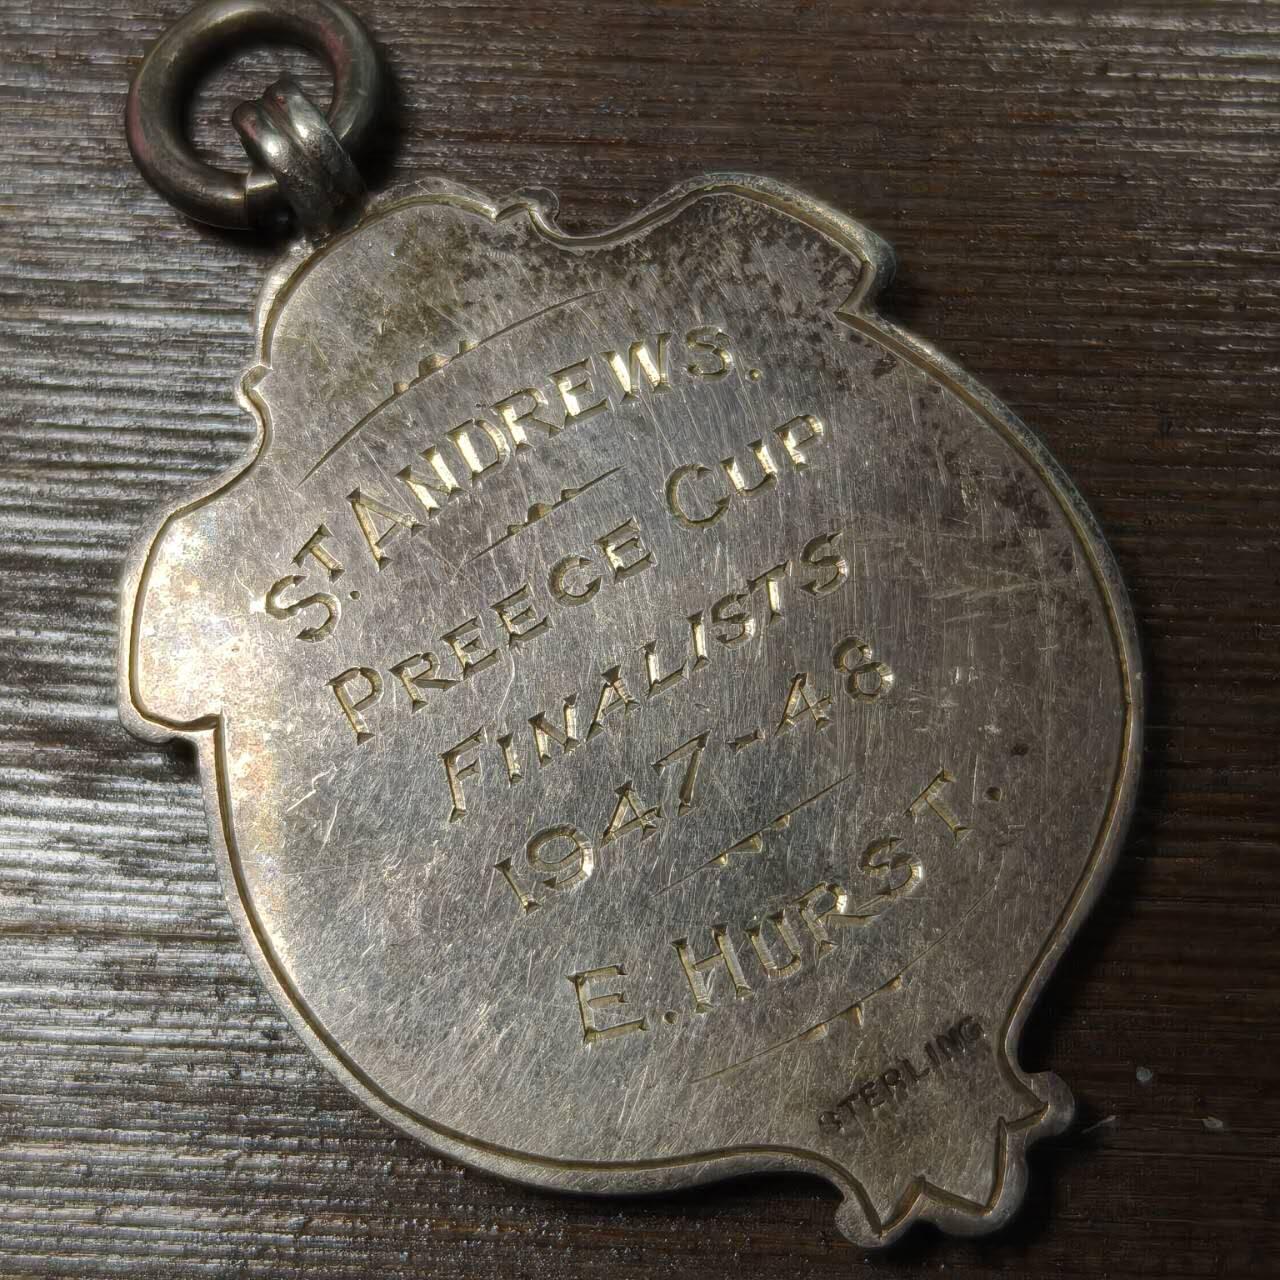 ST. ANDREWS.
PREECE CUP
FINALISTS
1947-48
E. HURST.
STERLING